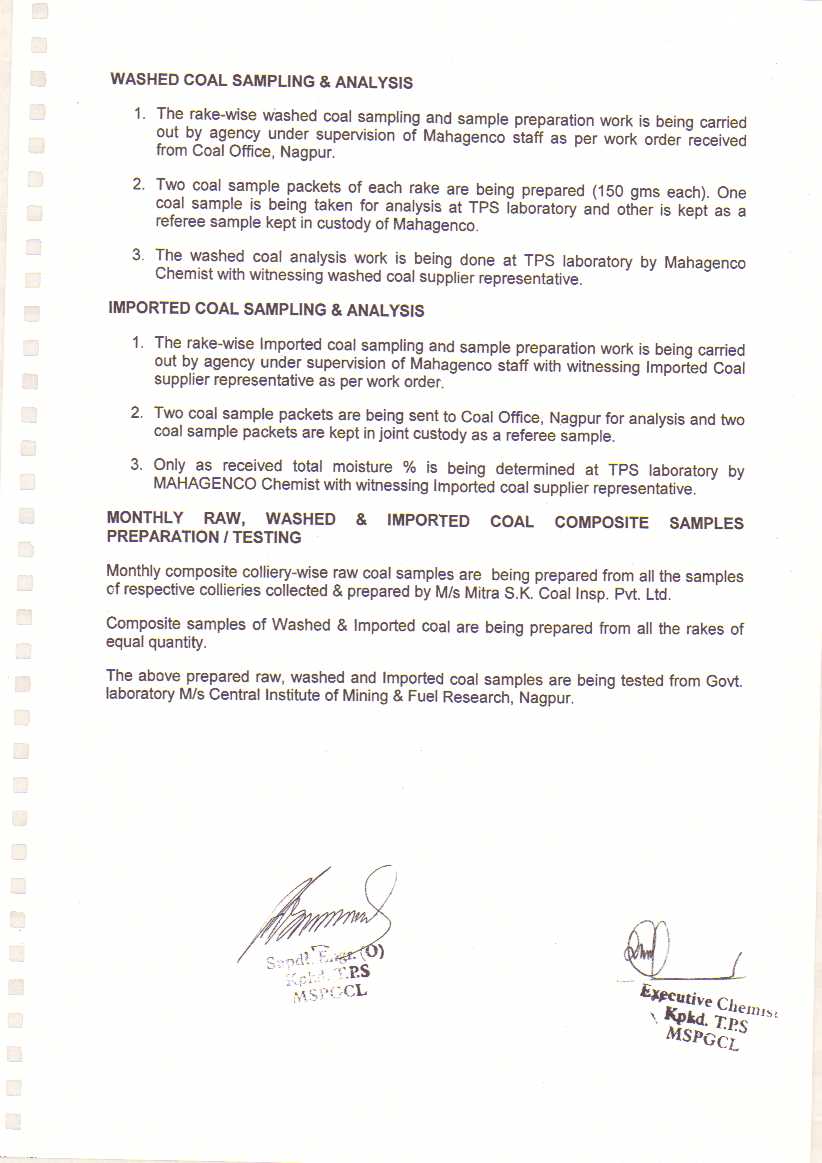 WASHED COAL SAMPLING & ANALYSIS
1. The rake-wise washed coal sampling and sample preparation work is being carried
out by agency under supervision of Mahagenco staff as per work order received
from Coal Office, Nagpur.
2. Two coal sample packets of each rake are being prepared (150 gms each). One
coal sample is being taken for analysis at TPS laboratory and other is kept as a
referee sample kept in custody of Mahagenco.
3. The washed coal analysis work is being done at TPS laboratory by Mahagenco
Chemist with witnessing washed coal supplier representative.
IMPORTED COAL SAMPLING & ANALYSIS
1. The rake-wise Imported coal sampling and sample preparation work is being carried
out by agency under supervision of Mahagenco staff with witnessing Imported Coal
supplier representative as per work order.
2. Two coal sample packets are being sent to Coal Office, Nagpur for analysis and two
coal sample packets are kept in joint custody as a referee sample.
3. Only as received total moisture % is being determined at TPS laboratory by
MAHAGENCO Chemist with witnessing Imported coal supplier representative.
MONTHLY RAW, WASHED & IMPORTED COAL COMPOSITE SAMPLES
PREPARATION / TESTING
Monthly composite colliery-wise raw coal samples are being prepared from all the samples
of respective collieries collected & prepared by M/s Mitra S.K. Coal Insp. Pvt. Ltd.
Composite samples of Washed & Imported coal are being prepared from all the rakes of
equal quantity.
The above prepared raw, washed and Imported coal samples are being tested from Govt.
laboratory M/s Central Institute of Mining & Fuel Research, Nagpur.
Supdt. Engr. (O)
Kpkd. T.P.S
MSPGCL
Executive Chemist
Kpkd. T.P.S
MSPGCL